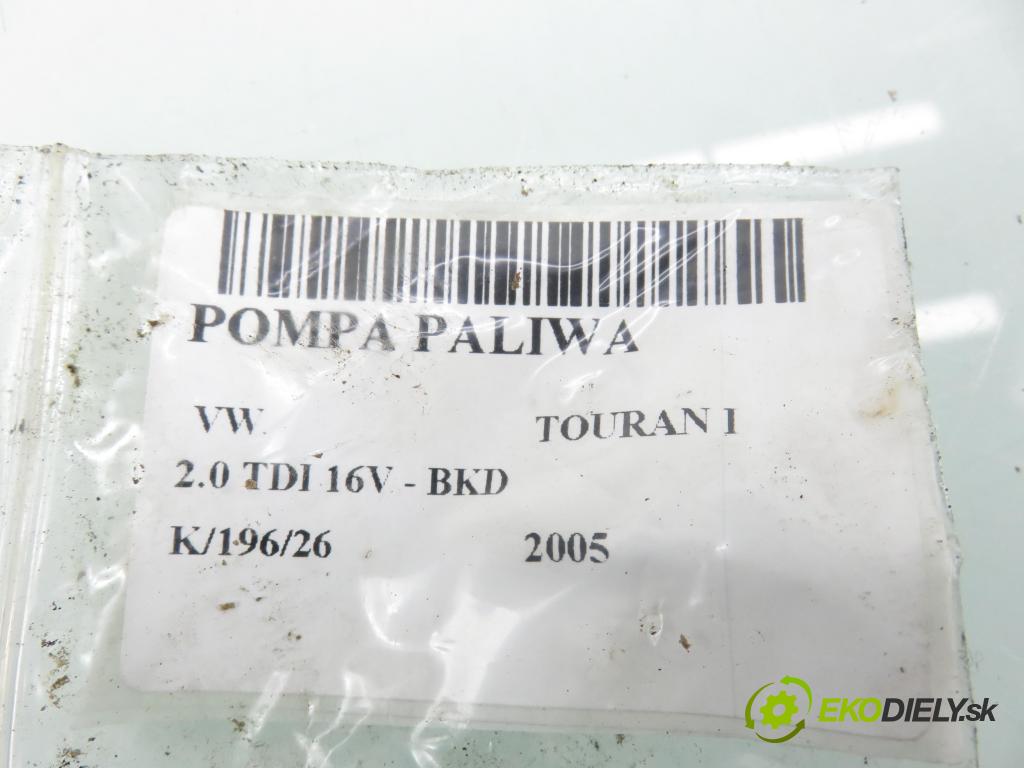 POMPA PALIWA
VW TOURAN I
2.0 TDI 16V - BKD
K/196/26 2005
EKODIELY.sk